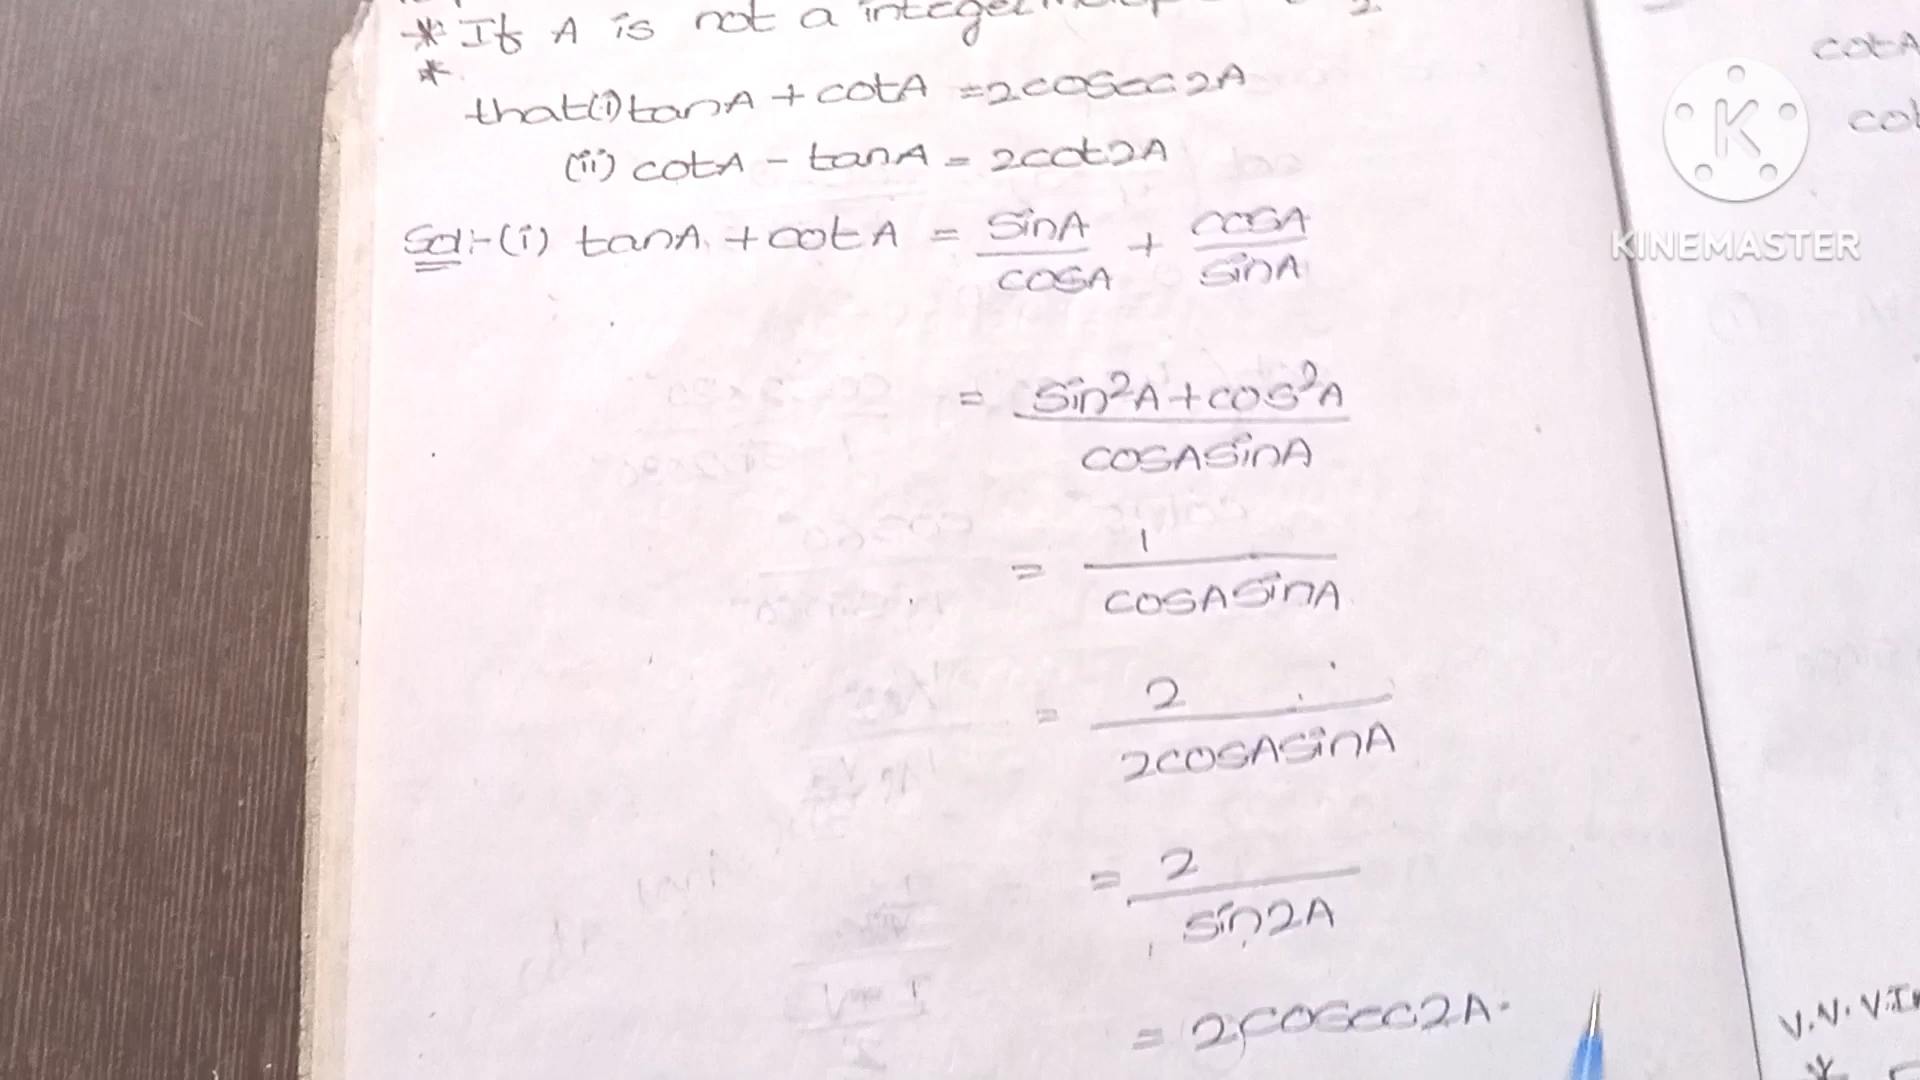 * If A is not a integer
*
that(i) tanA + cotA = 2cosec2A
(ii) cotA - tanA = 2cot2A
Sol:-(i) tanA + cotA = sinA/cosA + cosA/sinA
= sin²A+cos²A/cosAsinA
= 1/cosAsinA
= 2/2cosAsinA
= 2/sin2A
= 2cosec2A.
cotA
K
KINEMASTER
V.V.V.I
*